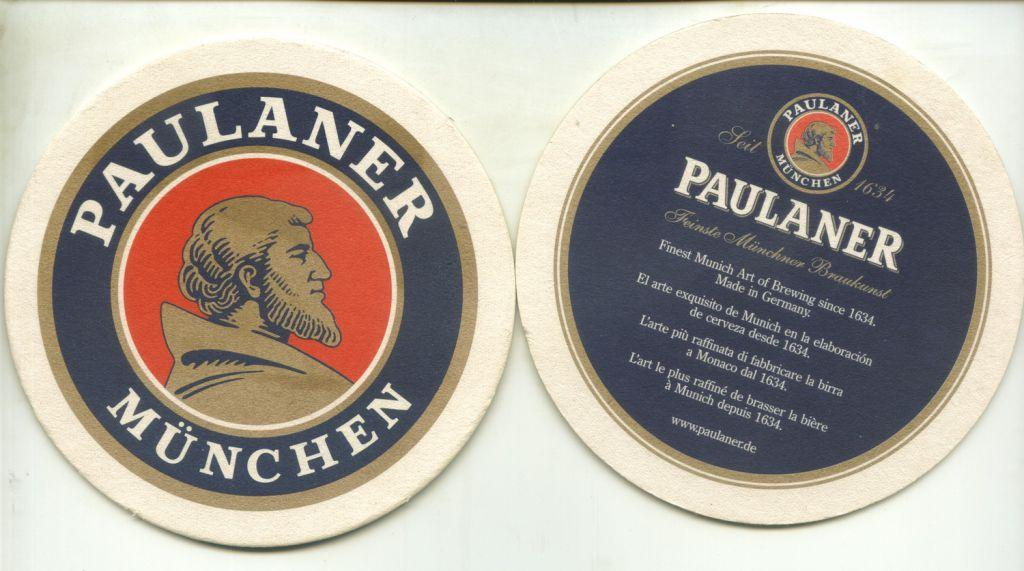 PAULANER
MÜNCHEN
PAULANER
MÜNCHEN
Seit 1634
PAULANER
Feinste Münchner Braukunst
Finest Munich Art of Brewing since 1634.
Made in Germany.
El arte exquisito de Munich en la elaboración
de cerveza desde 1634.
L'arte più raffinata di fabbricare la birra
a Monaco dal 1634.
L'art le plus raffiné de brasser la bière
à Munich depuis 1634.
www.paulaner.de